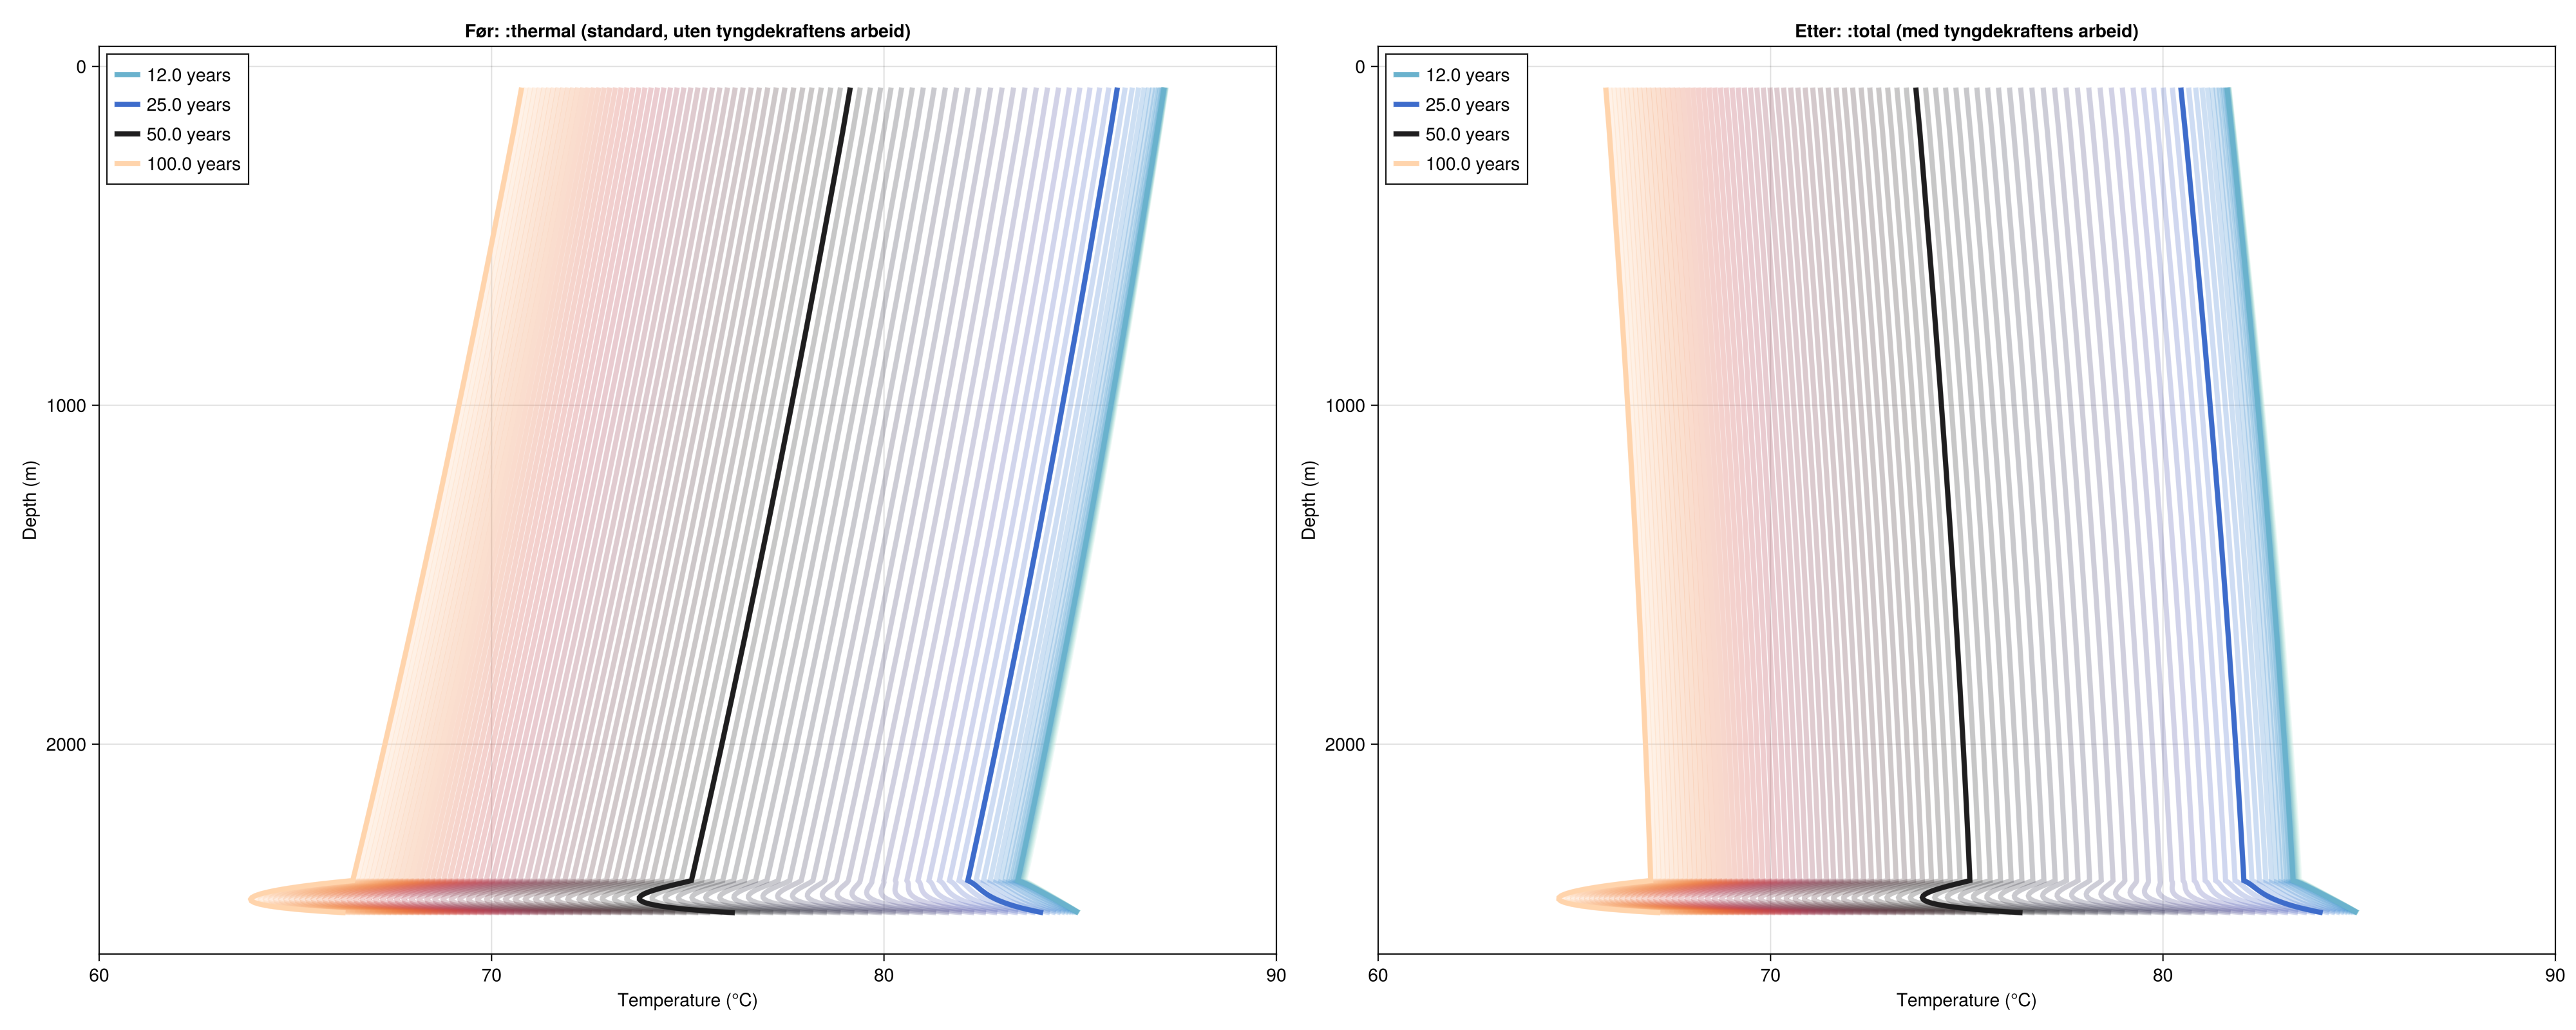 Før: :thermal (standard, uten tyngdekraftens arbeid)
12.0 years
25.0 years
50.0 years
100.0 years
0
1000
2000
Depth (m)
60
70
80
90
Temperature (°C)
Etter: :total (med tyngdekraftens arbeid)
12.0 years
25.0 years
50.0 years
100.0 years
0
1000
2000
Depth (m)
60
70
80
90
Temperature (°C)